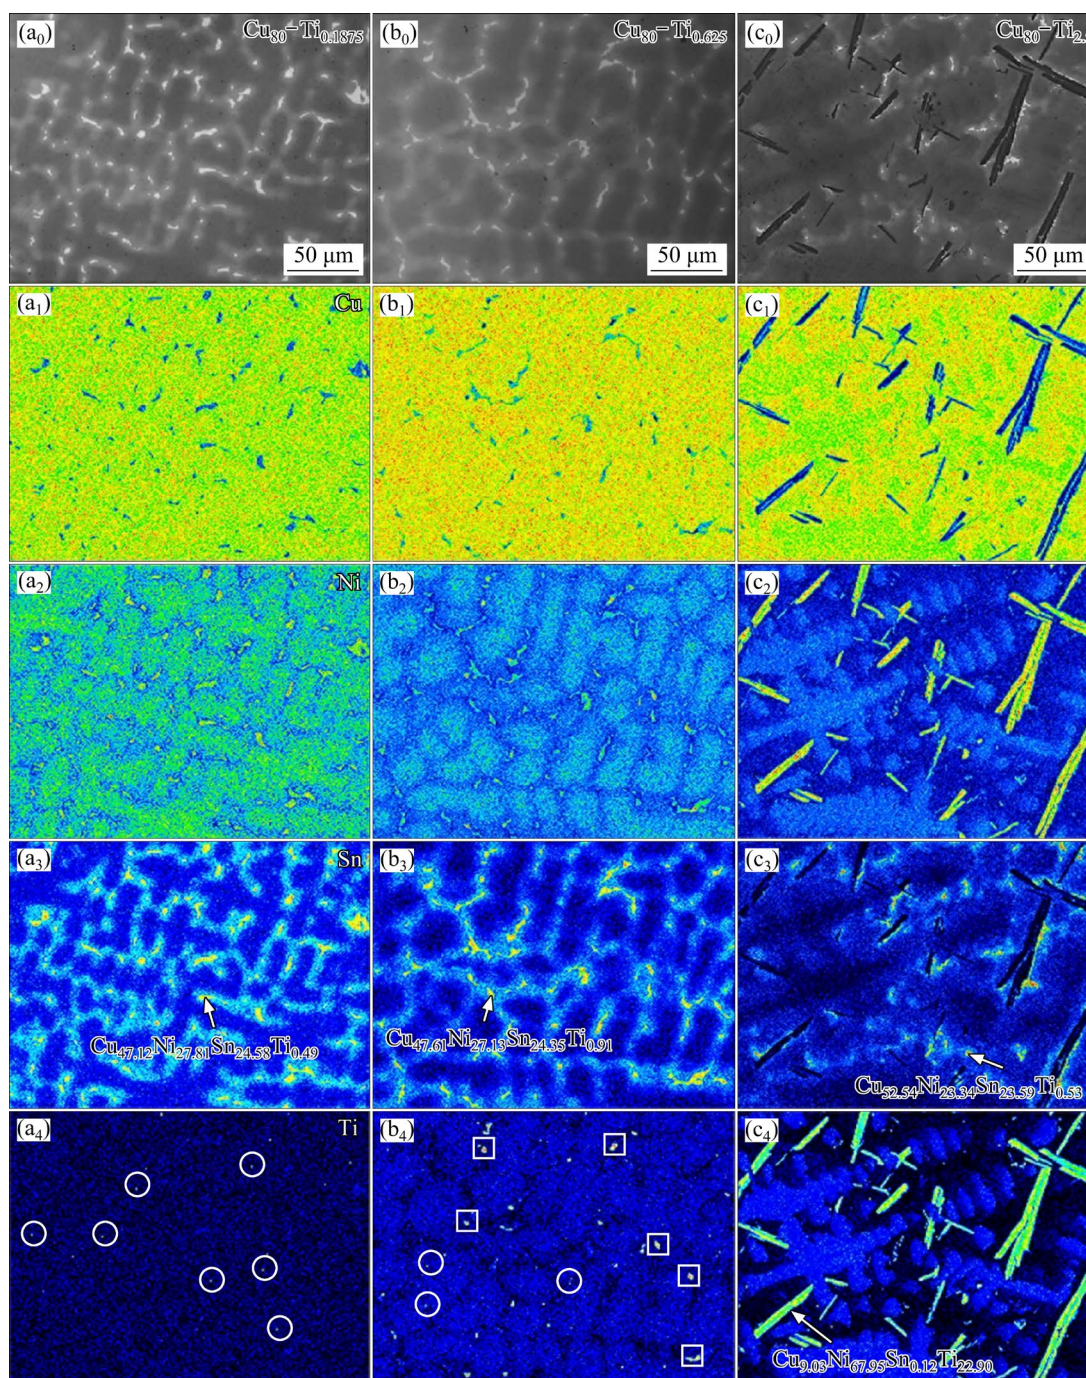 (a₀) Cu₈₀−Ti₀.₁₈₇₅ (b₀) Cu₈₀−Ti₀.₆₂₅ (c₀) Cu₈₀−Ti₂.
50 μm 50 μm 50 μm
(a₁) Cu (b₁) (c₁)
(a₂) Ni (b₂) (c₂)
(a₃) Sn (b₃) (c₃)
Cu₄₇.₁₂Ni₂₇.₈₁Sn₂₄.₅₈Ti₀.₄₉ Cu₄₇.₆₁Ni₂₇.₁₃Sn₂₄.₃₅Ti₀.₉₁ Cu₅₂.₅₄Ni₂₃.₃₄Sn₂₃.₅₉Ti₀.₅₃
(a₄) Ti (b₄) (c₄)
Cu₉.₀₃Ni₆₇.₉₅Sn₀.₁₂Ti₂₂.₉₀